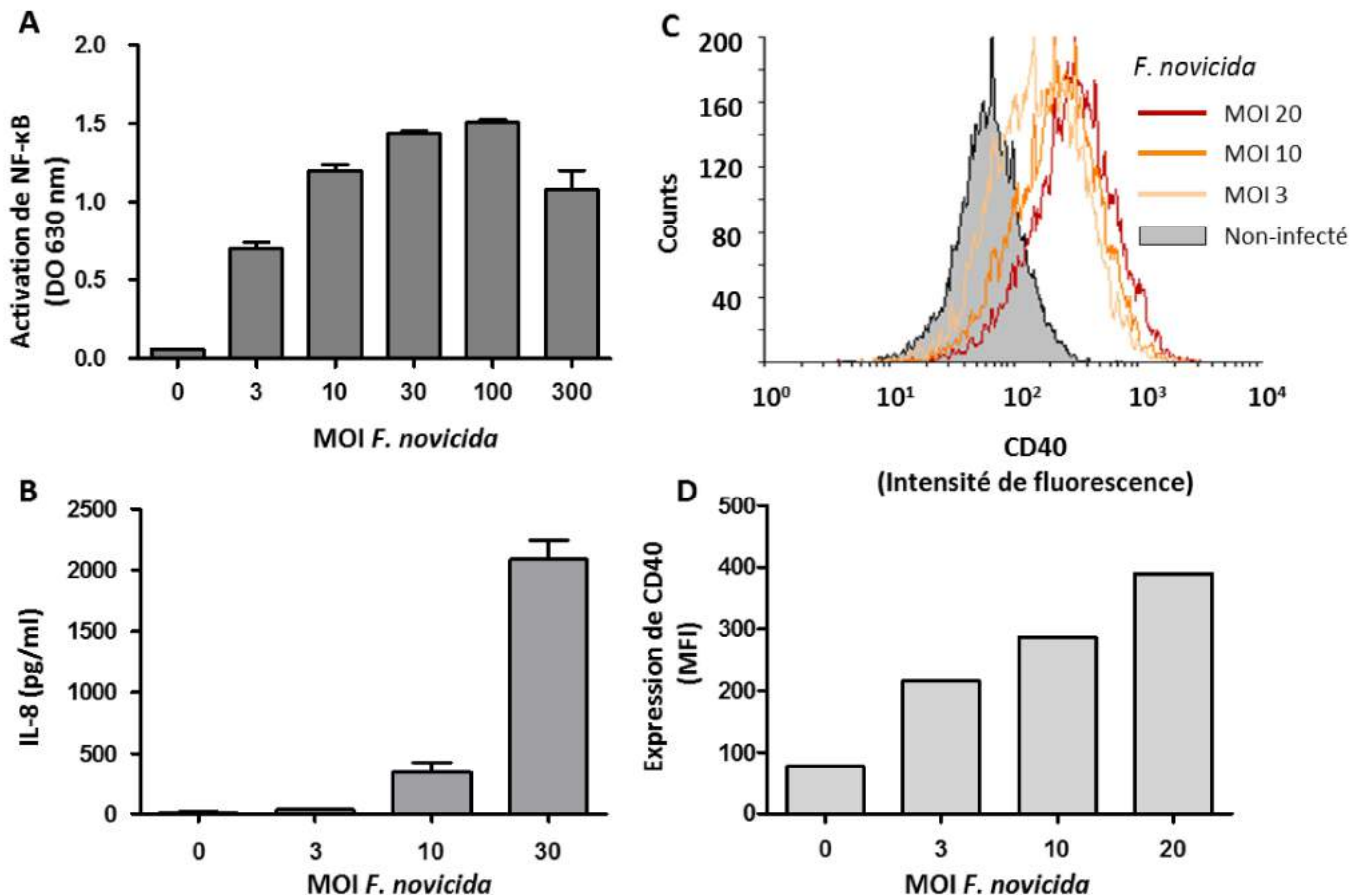 A
2.0
1.5
1.0
0.5
0.0
Activation de NF-κB
(DO 630 nm)
0 3 10 30 100 300
MOI F. novicida
C
200
160
120
80
40
Counts
10⁰ 10¹ 10² 10³ 10⁴
CD40
(Intensité de fluorescence)
F. novicida
MOI 20
MOI 10
MOI 3
Non-infecté
B
2500
2000
1500
1000
500
0
IL-8 (pg/ml)
0 3 10 30
MOI F. novicida
D
500
400
300
200
100
0
Expression de CD40
(MFI)
0 3 10 20
MOI F. novicida